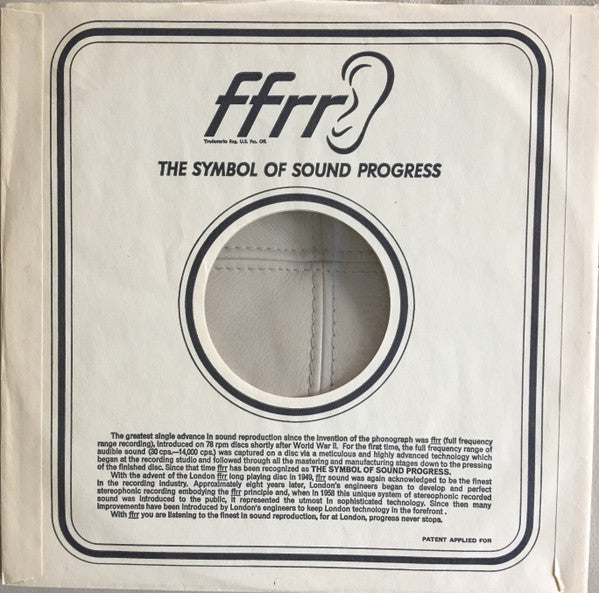 ffrr
Trademarks Reg. U.S. Pat. Off.
THE SYMBOL OF SOUND PROGRESS
The greatest single advance in sound reproduction since the invention of the phonograph was ffrr (full frequency
range recording), introduced on 78 rpm discs shortly after World War II. For the first time, the full frequency range of
audible sound (30 cps.—14,000 cps.) was captured on a disc via a meticulous and highly advanced technology which
began at the recording studio and followed through all the mastering and manufacturing stages down to the pressing
of the finished disc. Since that time ffrr has been recognized as THE SYMBOL OF SOUND PROGRESS.
With the advent of the London ffrr long playing disc in 1949, ffrr sound was again acknowledged to be the finest
in the recording industry. Approximately eight years later, London's engineers began to develop and perfect
stereophonic recording embodying the ffrr principle and, when in 1958 this unique system of stereophonic recorded
sound was introduced to the public, it represented the utmost in sophisticated technology. Since then many
improvements have been introduced by London's engineers to keep London technology in the forefront.
With ffrr you are listening to the finest in sound reproduction, for at London, progress never stops.
PATENT APPLIED FOR